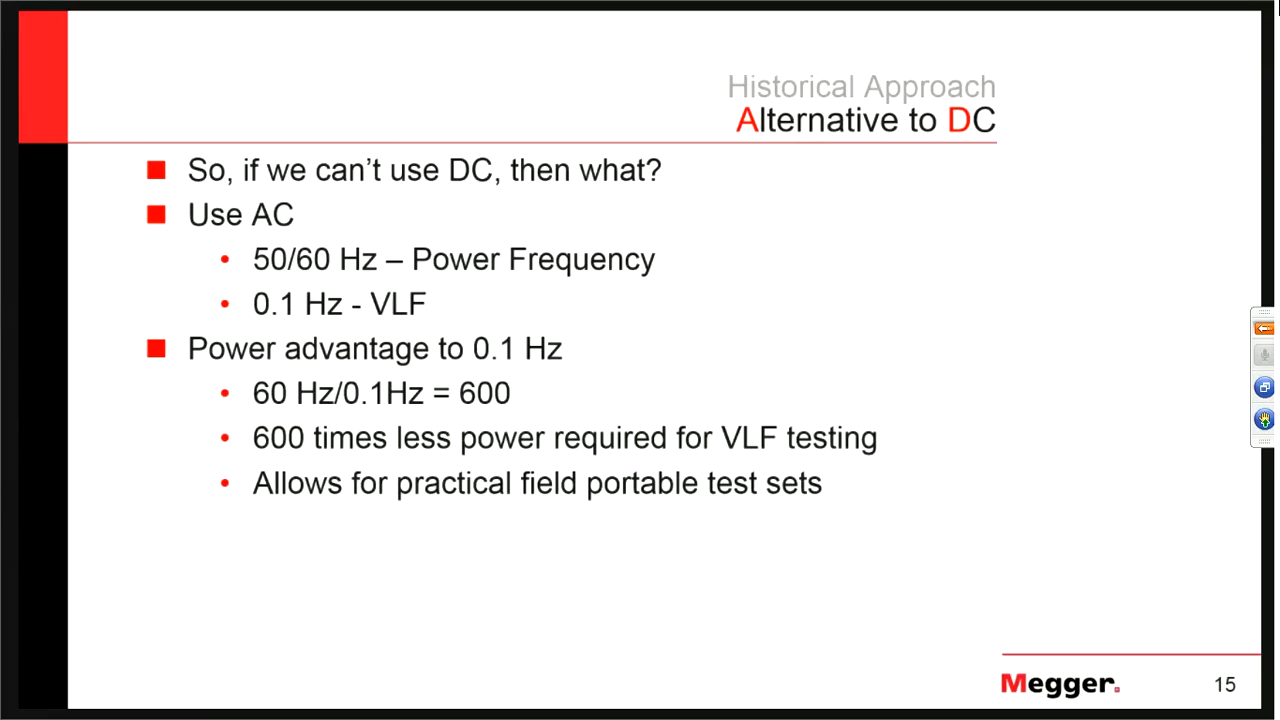 Historical Approach
Alternative to DC
So, if we can't use DC, then what?
Use AC
50/60 Hz – Power Frequency
0.1 Hz - VLF
Power advantage to 0.1 Hz
60 Hz/0.1Hz = 600
600 times less power required for VLF testing
Allows for practical field portable test sets
Megger.
15